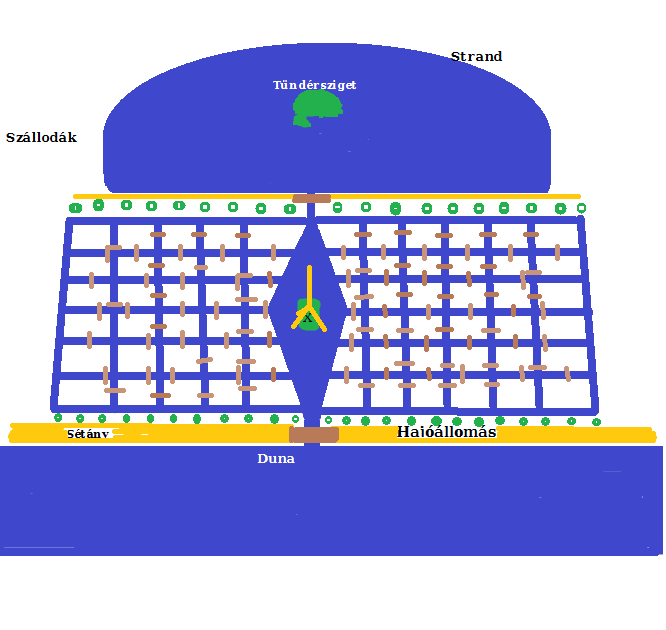 Strand
Tündérsziget
Szállodák
X
Sétány
Hajóállomás
Duna